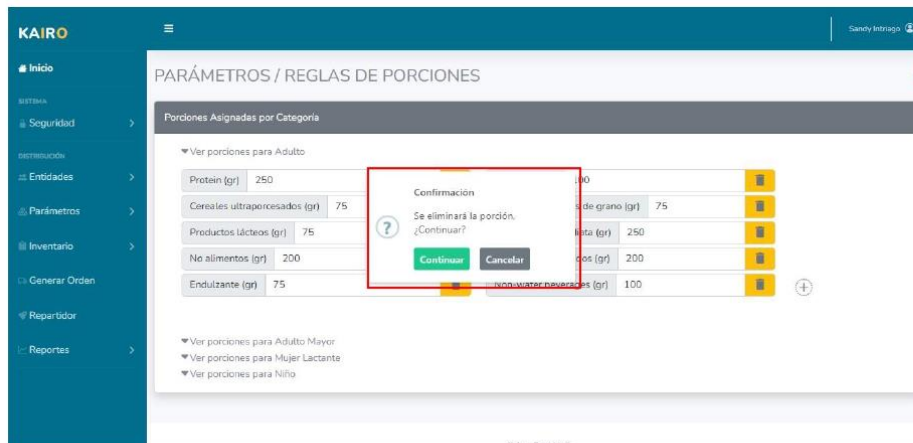 KAIRO
Sandy Intriago
Inicio
PARÁMETROS / REGLAS DE PORCIONES
SISTEMA
Seguridad
Porciones Asignadas por Categoría
DISTRIBUCIÓN
Entidades
Parámetros
Inventario
Generar Orden
Repartidor
Reportes
Ver porciones para Adulto
Protein (gr) 250
Cereales ultraporcesados (gr) 75
s de grano (gr) 75
Productos lácteos (gr) 75
(gr) 250
No alimentos (gr) 200
dos (gr) 200
Endulzante (gr) 75
Non-water beverages (gr) 100
Confirmación
Se eliminará la porción.
¿Continuar?
Continuar Cancelar
Ver porciones para Adulto Mayor
Ver porciones para Mujer Lactante
Ver porciones para Niño